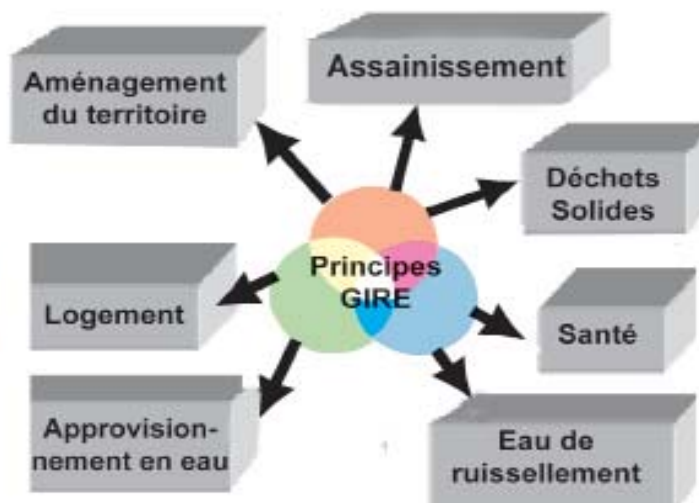 Aménagement
du territoire
Assainissement
Déchets
Solides
Principes
GIRE
Logement
Santé
Approvision-
nement en eau
Eau de
ruissellement